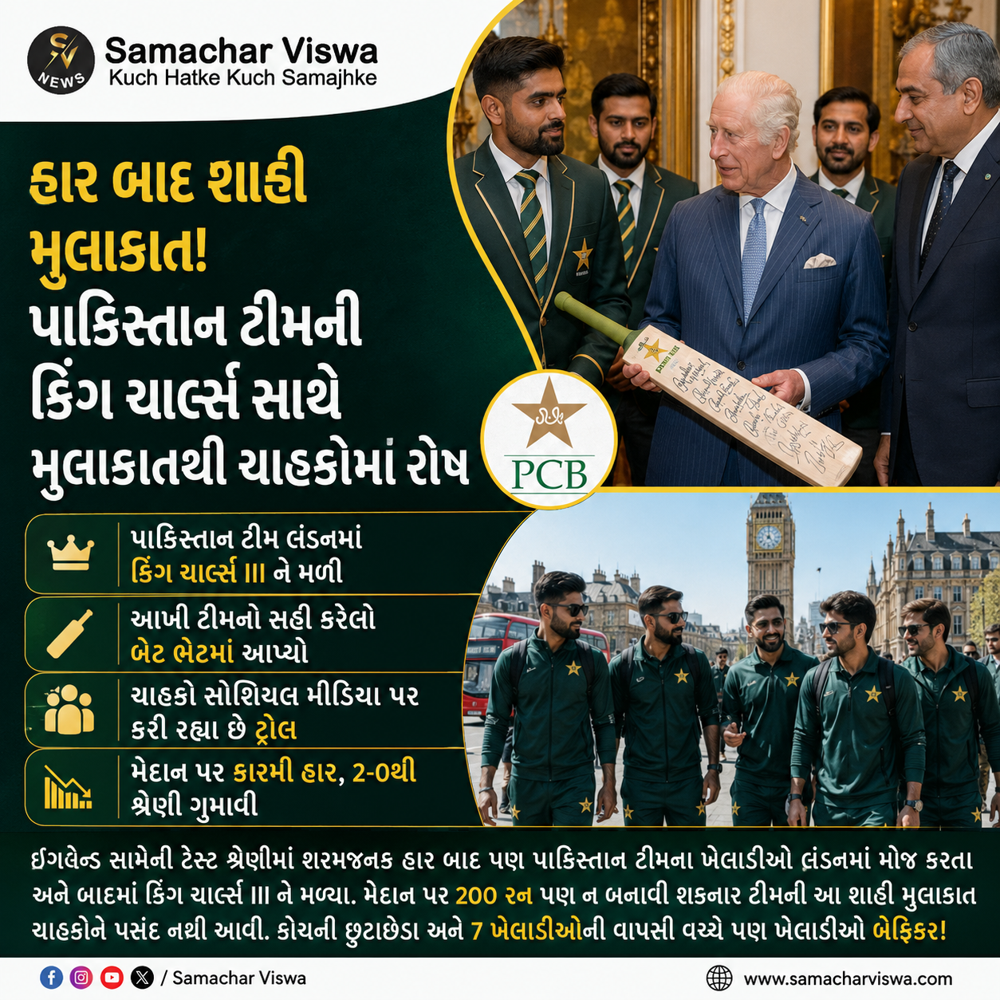 SV
NEWS
Samachar Viswa
Kuch Hatke Kuch Samajhke
હાર બાદ શાહી
મુલાકાત!
પાકિસ્તાન ટીમની
કિંગ ચાર્લ્સ સાથે
મુલાકાતથી ચાહકોમાં રોષ
PCB
પાકિસ્તાન ટીમ લંડનમાં
કિંગ ચાર્લ્સ III ને મળી
આખી ટીમનો સહી કરેલો
બેટ ભેટમાં આપ્યો
ચાહકો સોશિયલ મીડિયા પર
કરી રહ્યા છે ટ્રોલ
મેદાન પર કારમી હાર, 2-0થી
શ્રેણી ગુમાવી
ઈંગલેન્ડ સામેની ટેસ્ટ શ્રેણીમાં શરમજનક હાર બાદ પણ પાકિસ્તાન ટીમના ખેલાડીઓ લંડનમાં મોજ કરતા
અને બાદમાં કિંગ ચાર્લ્સ III ને મળ્યા. મેદાન પર 200 રન પણ ન બનાવી શકનાર ટીમની આ શાહી મુલાકાત
ચાહકોને પસંદ નથી આવી. કોચની છુટાછેડા અને 7 ખેલાડીઓની વાપસી વચ્ચે પણ ખેલાડીઓ બેફિકર!
/ Samachar Viswa
www.samacharviswa.com